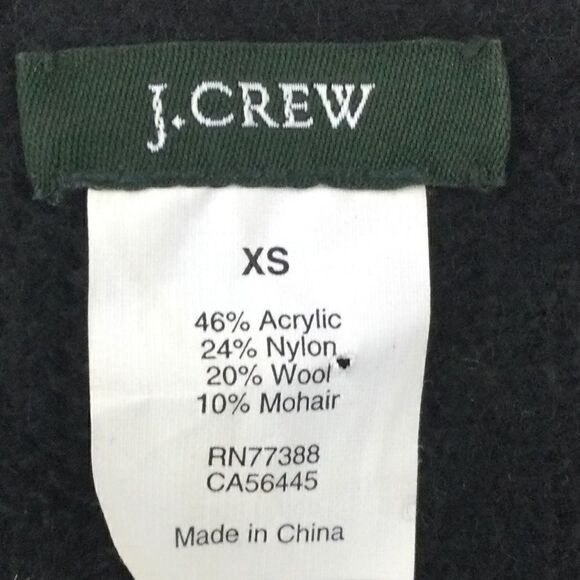 J.CREW
XS
46% Acrylic
24% Nylon
20% Wool
10% Mohair
RN77388
CA56445
Made in China